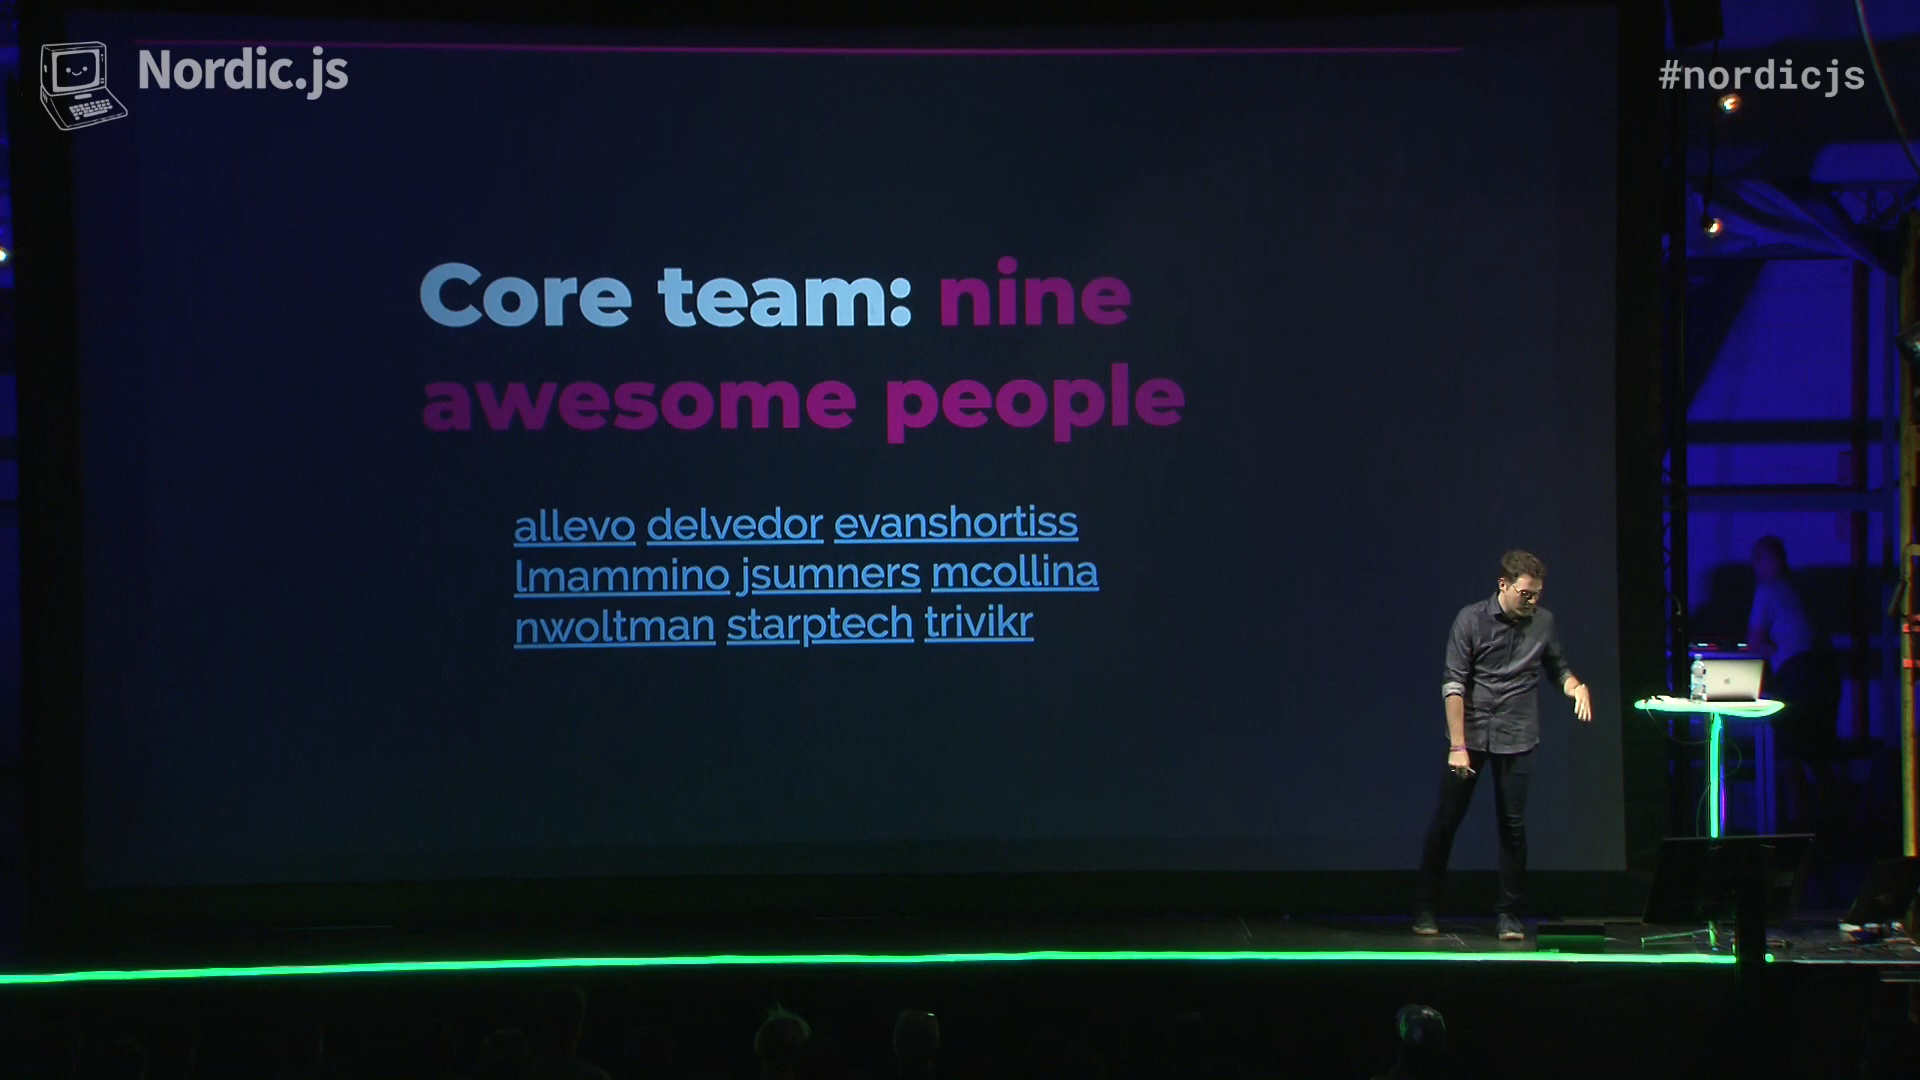 Nordic.js
#nordicjs
Core team: nine
awesome people
allevo delvedor evanshortiss
lmammino jsumners mcollina
nwoltman starptech trivikr